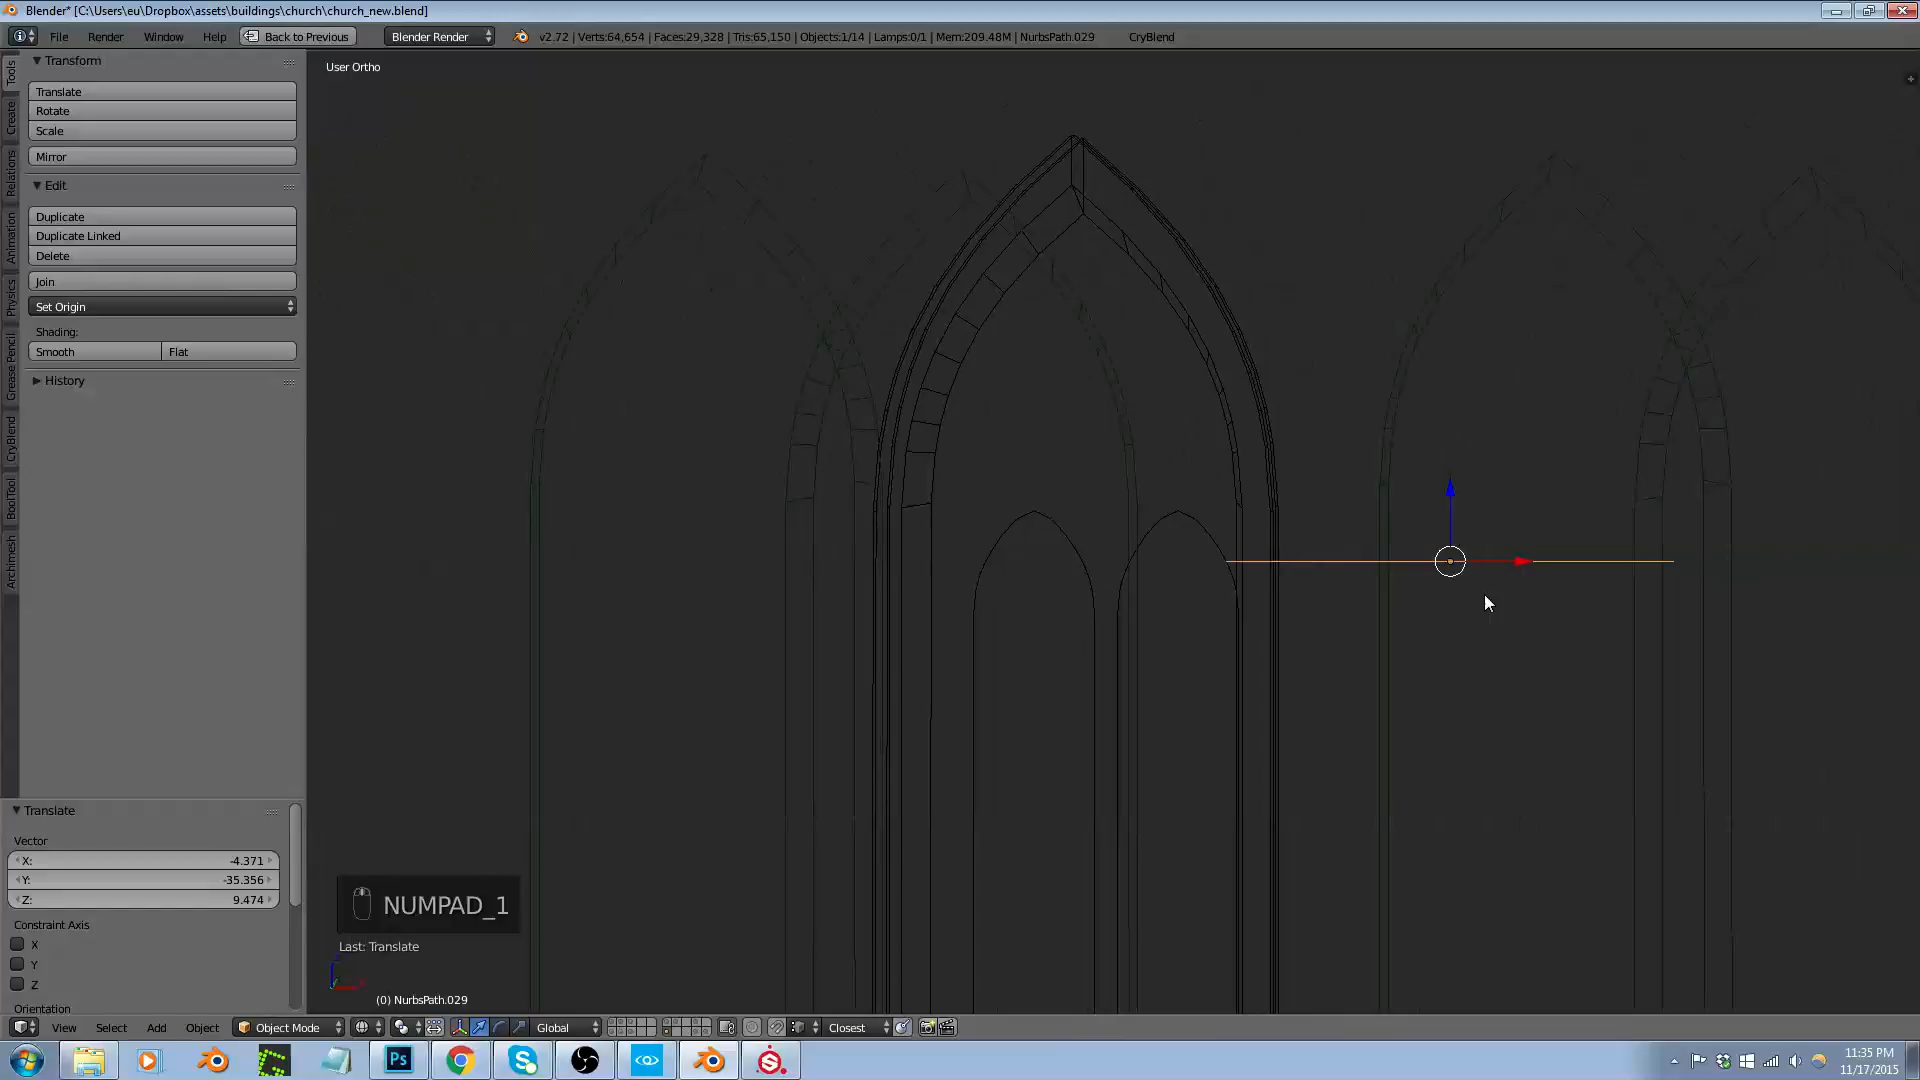 Blender* [C:\Users\eu\Dropbox\assets\buildings\church\church_new.blend]
File Render Window Help Back to Previous Blender Render v2.72 | Verts:64,654 | Faces:29,328 | Tris:65,150 | Objects:1/14 | Lamps:0/1 | Mem:209.48M | NurbsPath.029 CryBlend
Tools
Create
Relations
Animation
Physics
Grease Pencil
CryBlend
BoolTool
Archimesh
Transform
Translate
Rotate
Scale
Mirror
Edit
Duplicate
Duplicate Linked
Delete
Join
Set Origin
Shading:
Smooth Flat
History
User Ortho
Translate
Vector
X: -4.371
Y: -35.356
Z: 9.474
Constraint Axis
X
Y
Z
Orientation
NUMPAD_1
Last: Translate
(0) NurbsPath.029
View Select Add Object Object Mode Global Closest
Ps
11:35 PM
11/17/2015